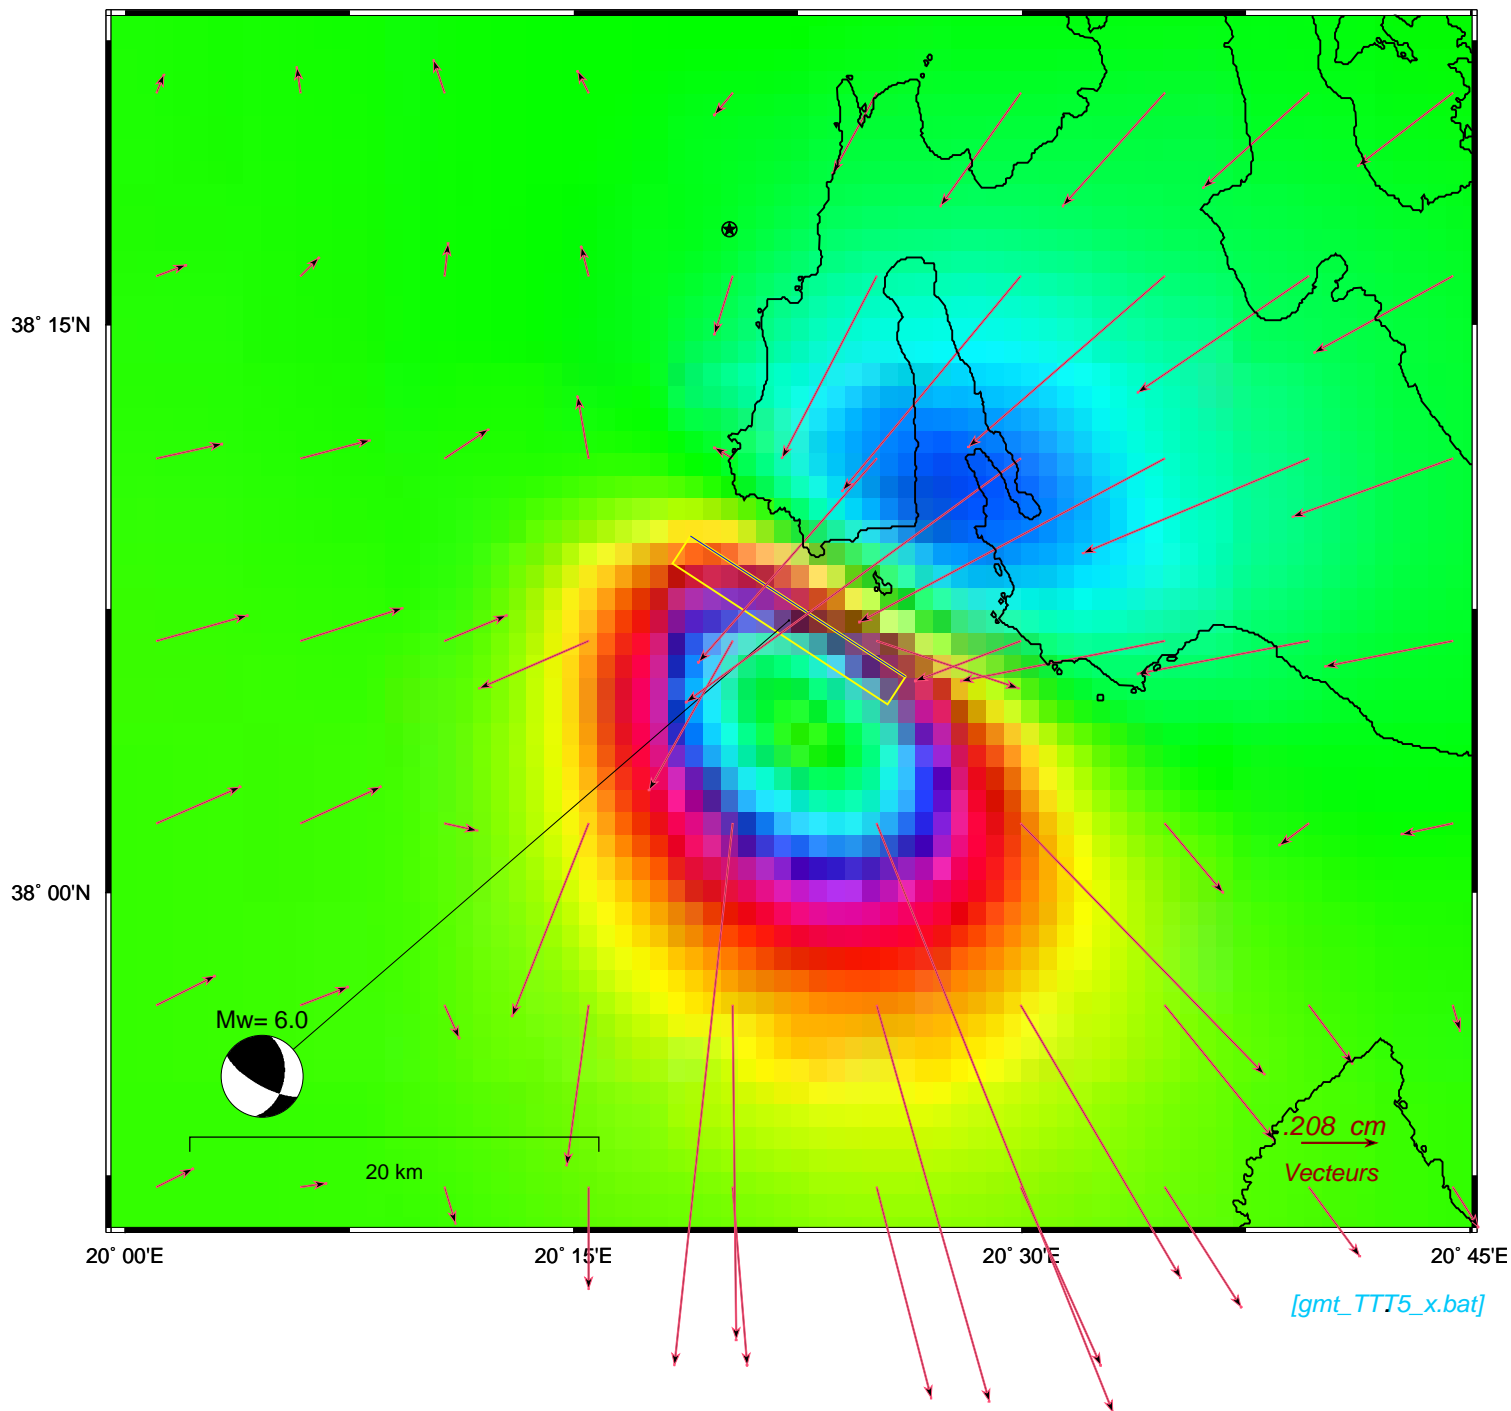 38° 15'N
38° 00'N
Mw= 6.0
20 km
.208 cm
Vecteurs
20° 00'E
20° 15'E
20° 30'E
20° 45'E
[gmt_TTT5_x.bat]